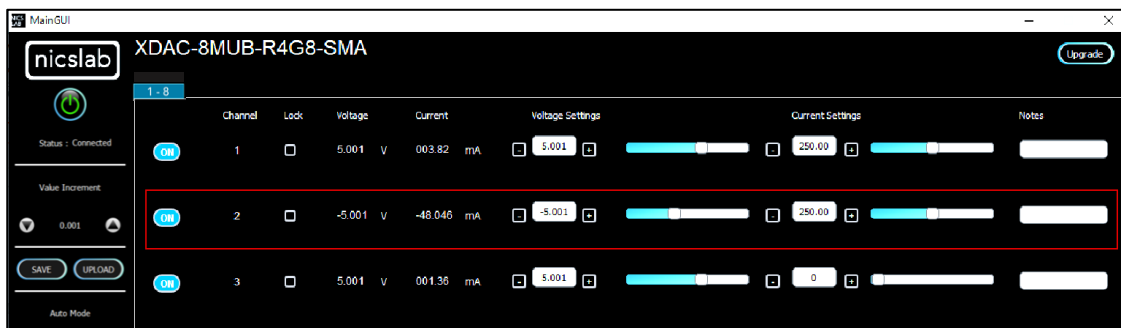 NICS LAB MainGUI
nicslab XDAC-8MUB-R4G8-SMA Upgrade
1 - 8
Channel Lock Voltage Current Voltage Settings Current Settings Notes
Status : Connected
ON 1 5.001 V 003.82 mA - 5.001 + - 250.00 +
Value Increment
ON 2 -5.001 V -48.046 mA - -5.001 + - 250.00 +
0.001
SAVE UPLOAD
ON 3 5.001 V 001.36 mA - 5.001 + - 0 +
Auto Mode